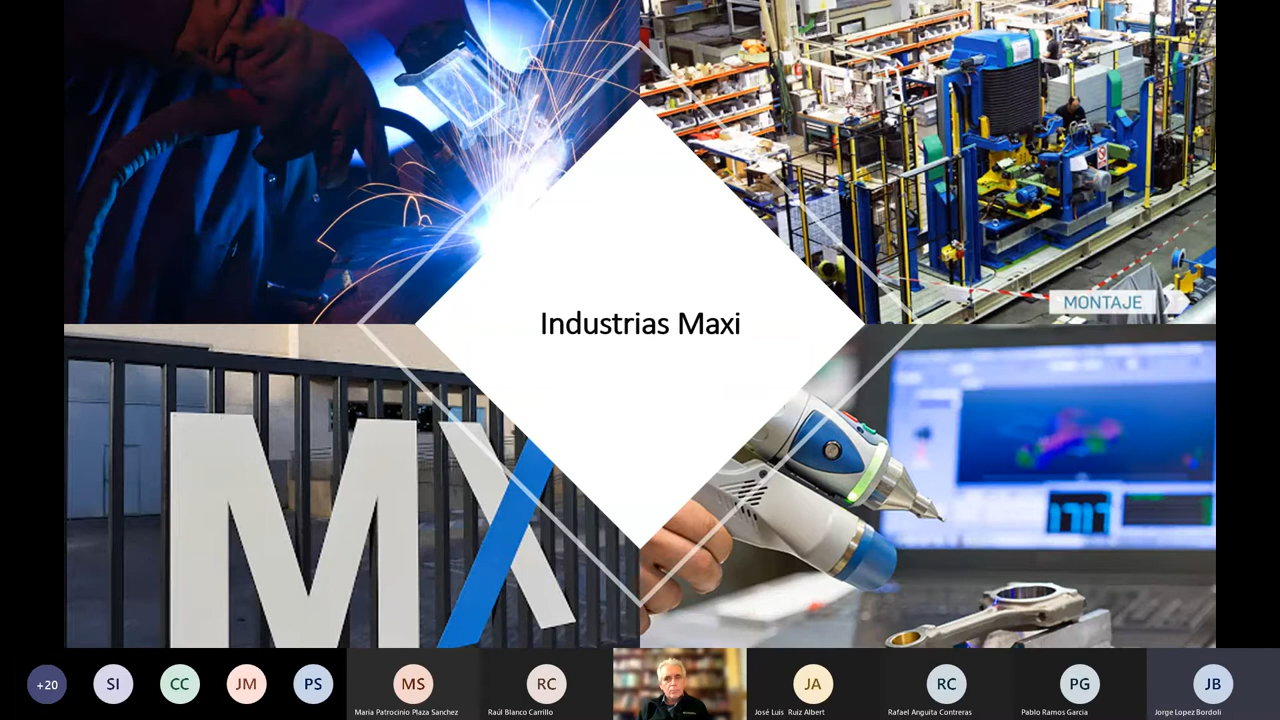 MONTAJE
Industrias Maxi
MX
+20
SI
CC
JM
PS
MS
Maria Patrocinio Plaza Sanchez
RC
Raúl Blanco Carrillo
JA
José Luis Ruiz Albert
RC
Rafael Anguita Contreras
PG
Pablo Ramos Garcia
JB
Jorge Lopez Bordoli